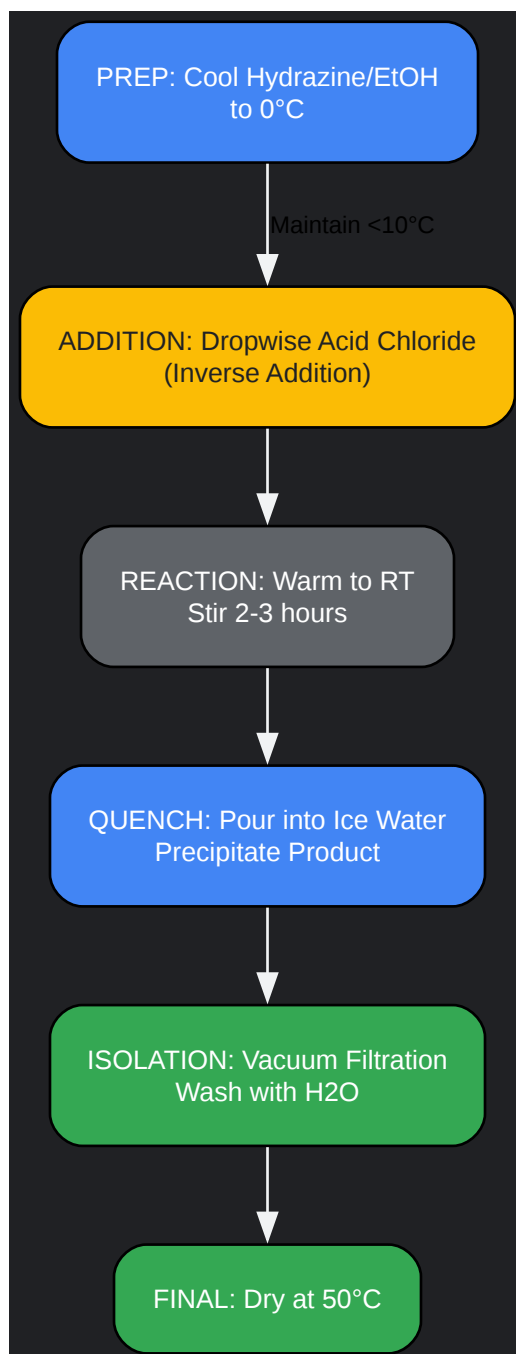 PREP: Cool Hydrazine/EtOH
to 0°C
Maintain <10°C
ADDITION: Dropwise Acid Chloride
(Inverse Addition)
REACTION: Warm to RT
Stir 2-3 hours
QUENCH: Pour into Ice Water
Precipitate Product
ISOLATION: Vacuum Filtration
Wash with H2O
FINAL: Dry at 50°C